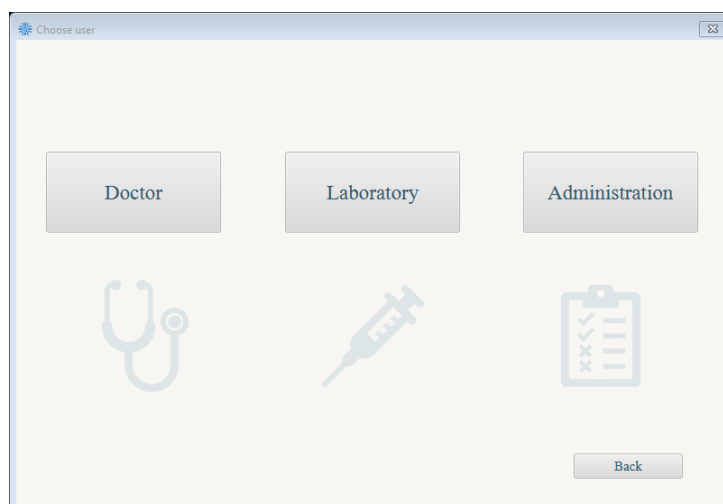 Choose user
Doctor
Laboratory
Administration
Back